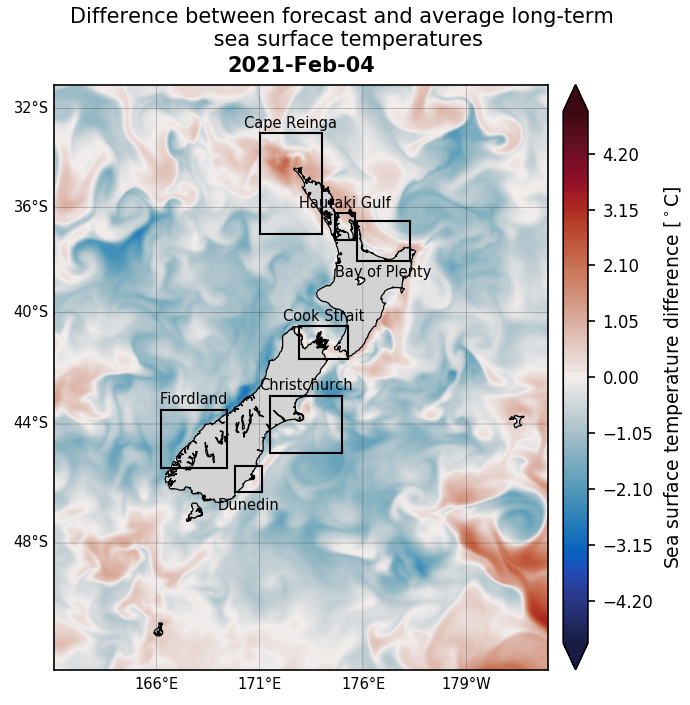 Difference between forecast and average long-term
sea surface temperatures
2021-Feb-04
32°S
36°S
40°S
44°S
48°S
166°E
171°E
176°E
179°W
Cape Reinga
Hauraki Gulf
Bay of Plenty
Cook Strait
Christchurch
Fiordland
Dunedin
4.20
3.15
2.10
1.05
0.00
−1.05
−2.10
−3.15
−4.20
Sea surface temperature difference [ ° C]